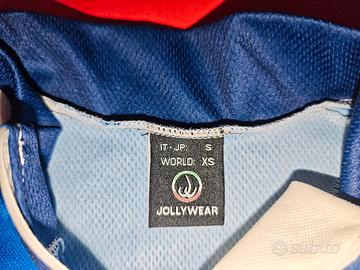 IT - JP: S
WORLD: XS
JOLLYWEAR
subito